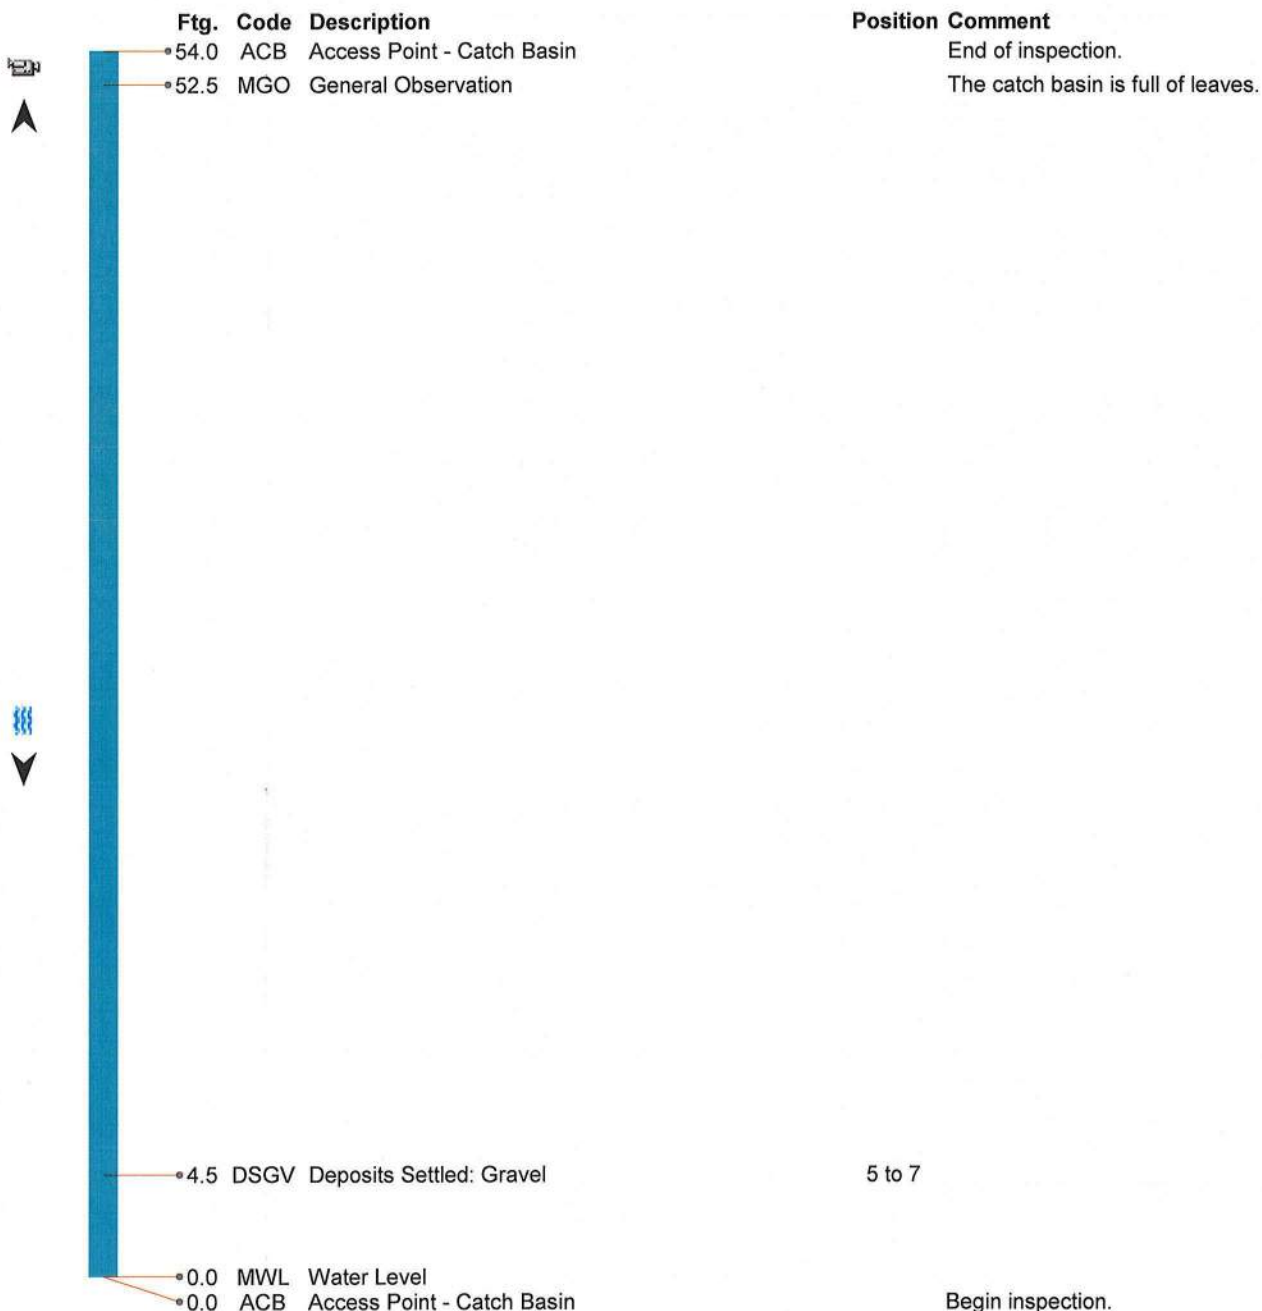 Ftg. Code Description Position Comment
54.0 ACB Access Point - Catch Basin End of inspection.
52.5 MGO General Observation The catch basin is full of leaves.
4.5 DSGV Deposits Settled: Gravel 5 to 7
0.0 MWL Water Level
0.0 ACB Access Point - Catch Basin Begin inspection.